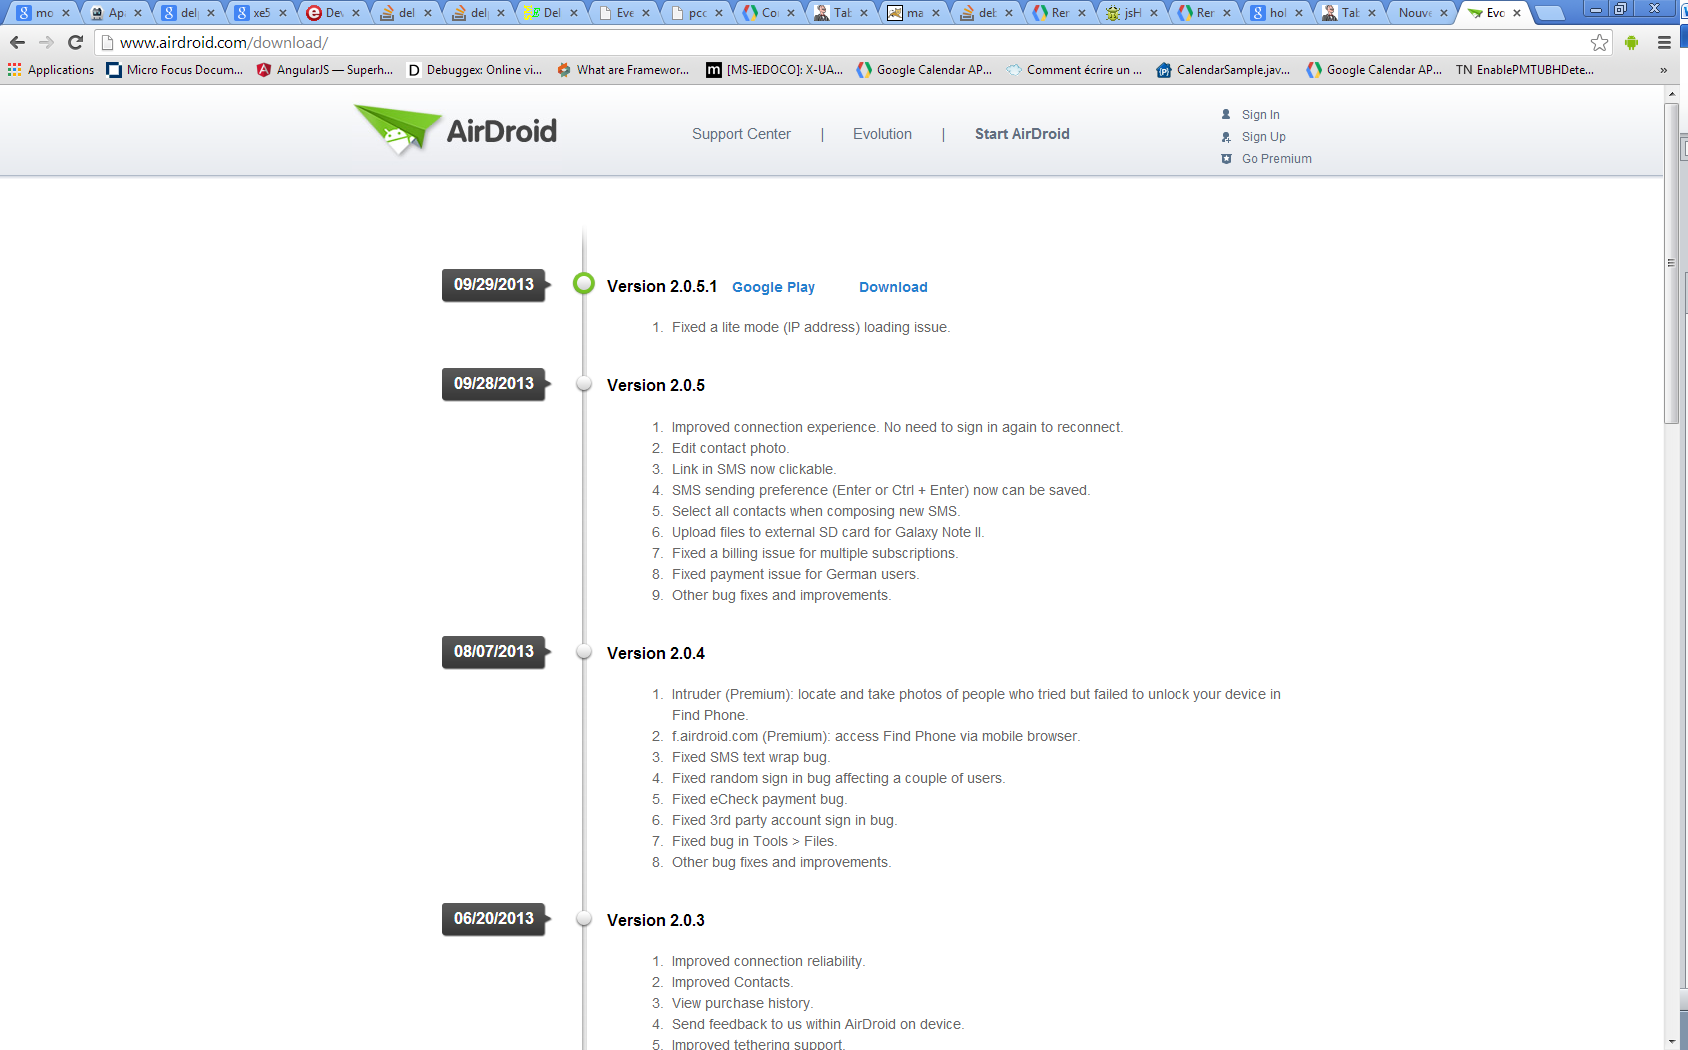 mo
Ap
del
xe5
Dev
del
del
Del
Eve
pcc
Co
Tab
ma
deb
Rer
jsH
Rer
hol
Tab
Nouve
Evo
www.airdroid.com/download/
Applications
Micro Focus Docum...
AngularJS — Superh...
Debuggex: Online vi...
What are Framewor...
[MS-IEDOCO]: X-UA...
Google Calendar AP...
Comment écrire un ...
CalendarSample.jav...
Google Calendar AP...
TN EnablePMTUBHDete...
»
AirDroid
Support Center | Evolution | Start AirDroid
Sign In
Sign Up
Go Premium
09/29/2013
Version 2.0.5.1 Google Play Download
1. Fixed a lite mode (IP address) loading issue.
09/28/2013
Version 2.0.5
1. Improved connection experience. No need to sign in again to reconnect.
2. Edit contact photo.
3. Link in SMS now clickable.
4. SMS sending preference (Enter or Ctrl + Enter) now can be saved.
5. Select all contacts when composing new SMS.
6. Upload files to external SD card for Galaxy Note II.
7. Fixed a billing issue for multiple subscriptions.
8. Fixed payment issue for German users.
9. Other bug fixes and improvements.
08/07/2013
Version 2.0.4
1. Intruder (Premium): locate and take photos of people who tried but failed to unlock your device in
Find Phone.
2. f.airdroid.com (Premium): access Find Phone via mobile browser.
3. Fixed SMS text wrap bug.
4. Fixed random sign in bug affecting a couple of users.
5. Fixed eCheck payment bug.
6. Fixed 3rd party account sign in bug.
7. Fixed bug in Tools > Files.
8. Other bug fixes and improvements.
06/20/2013
Version 2.0.3
1. Improved connection reliability.
2. Improved Contacts.
3. View purchase history.
4. Send feedback to us within AirDroid on device.
5. Improved tethering support.